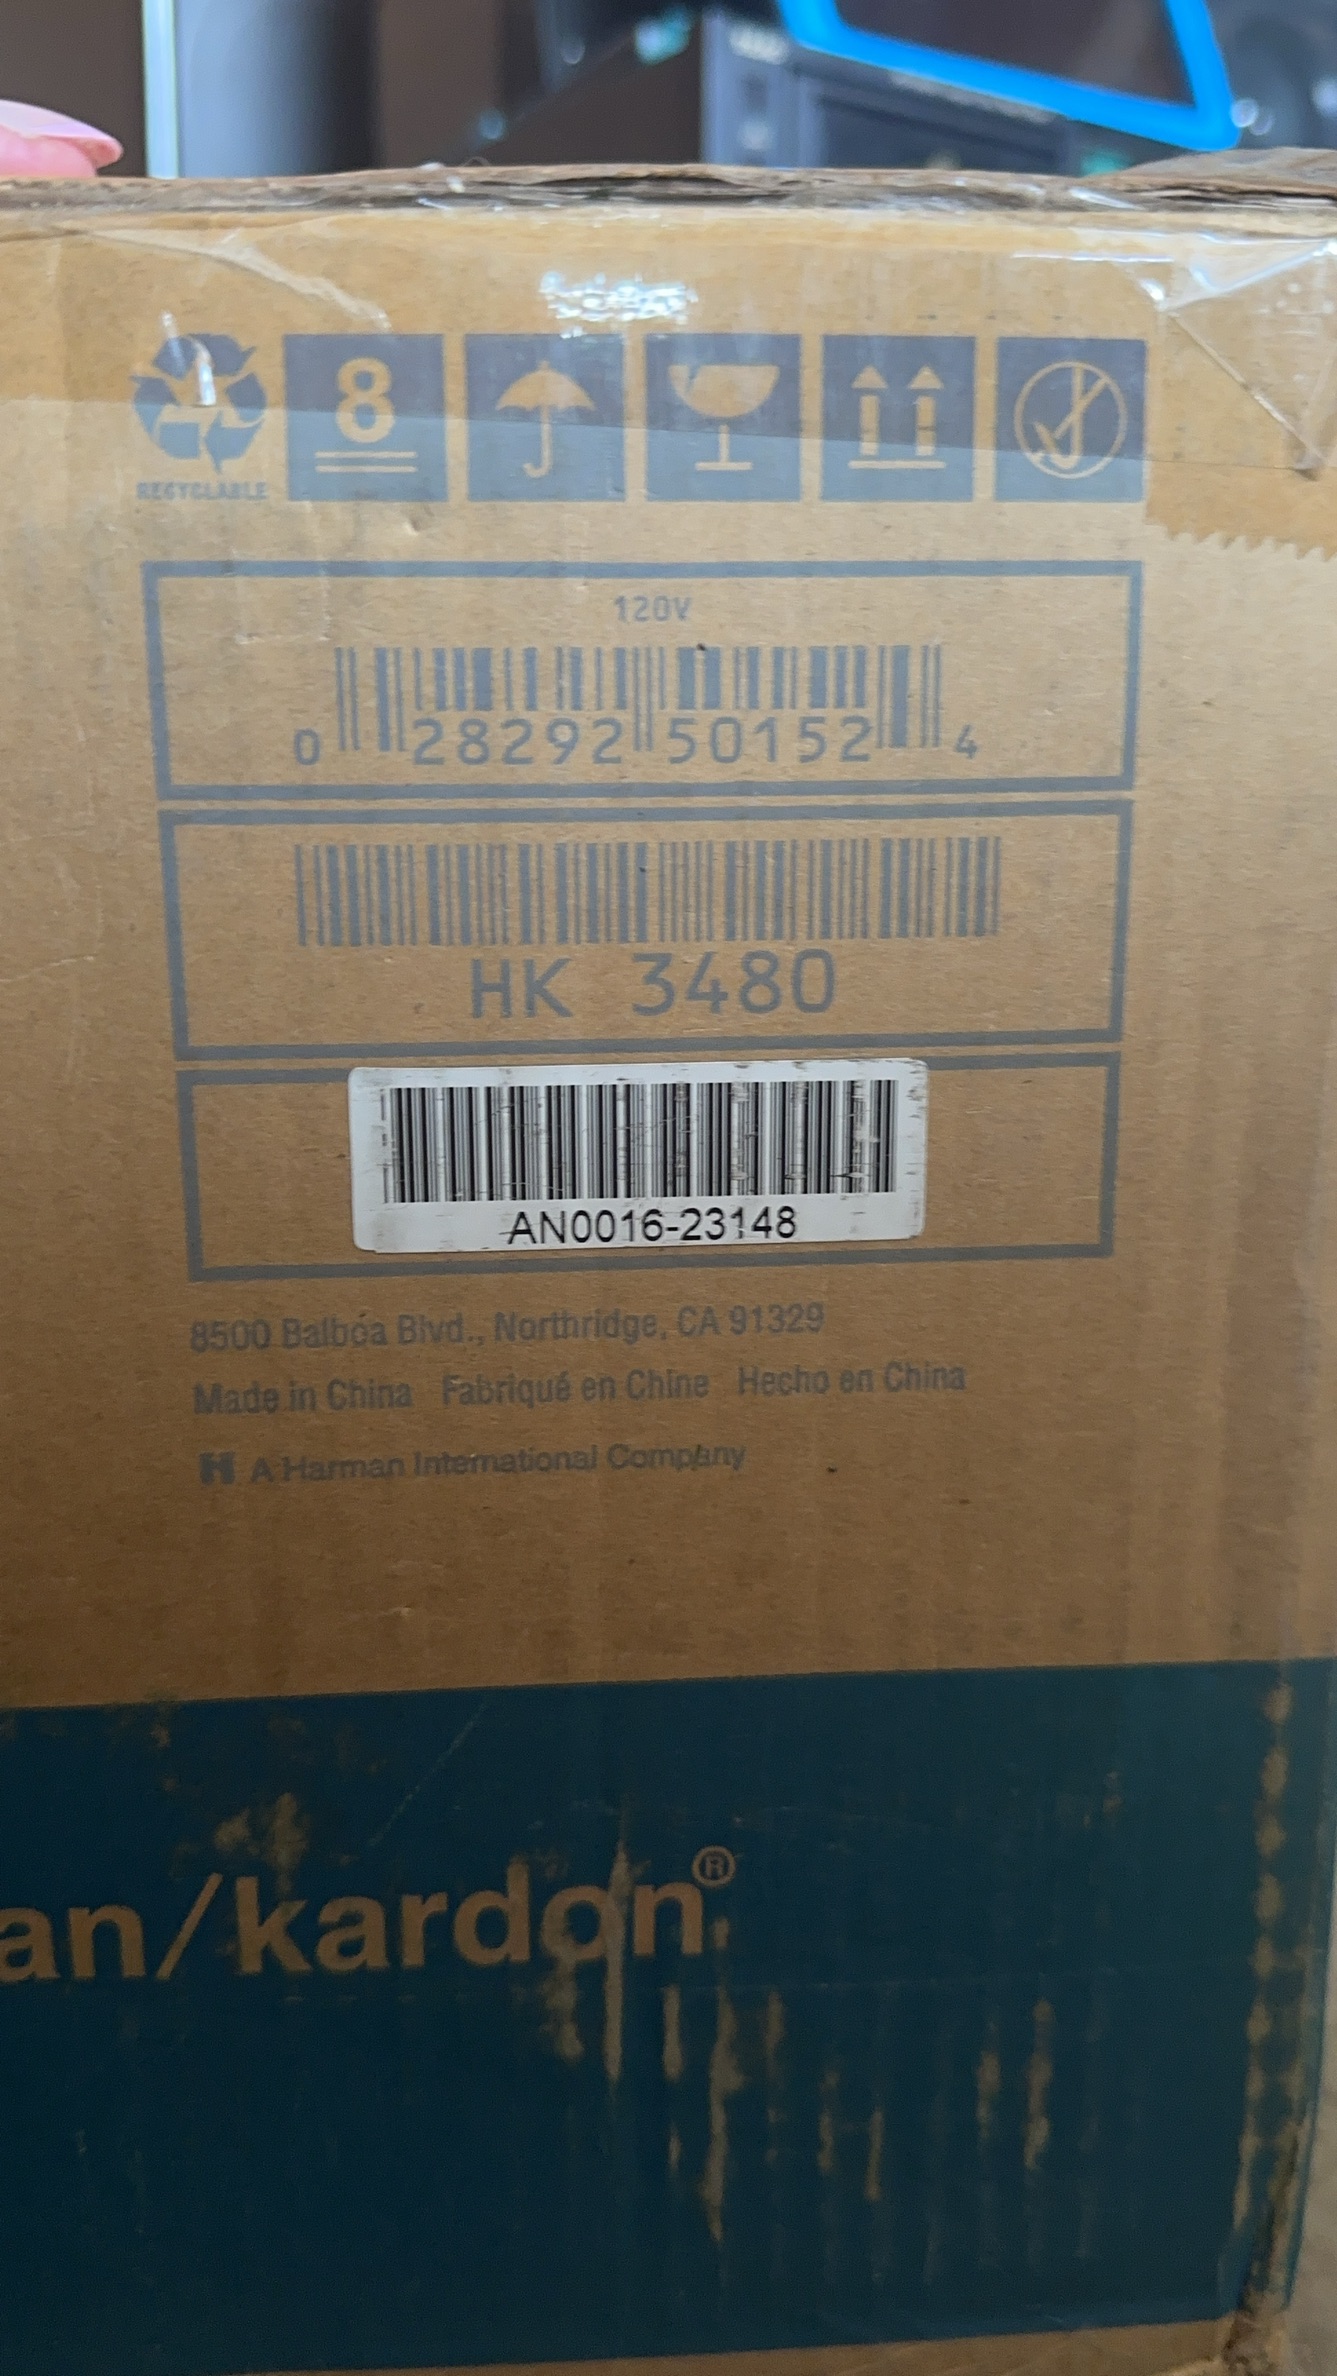 RECYCLABLE
8
120V
0 28292 50152 4
HK 3480
AN0016-23148
8500 Balboa Blvd., Northridge, CA 91329
Made in China Fabriqué en Chine Hecho en China
H A Harman International Company
an/kardon®